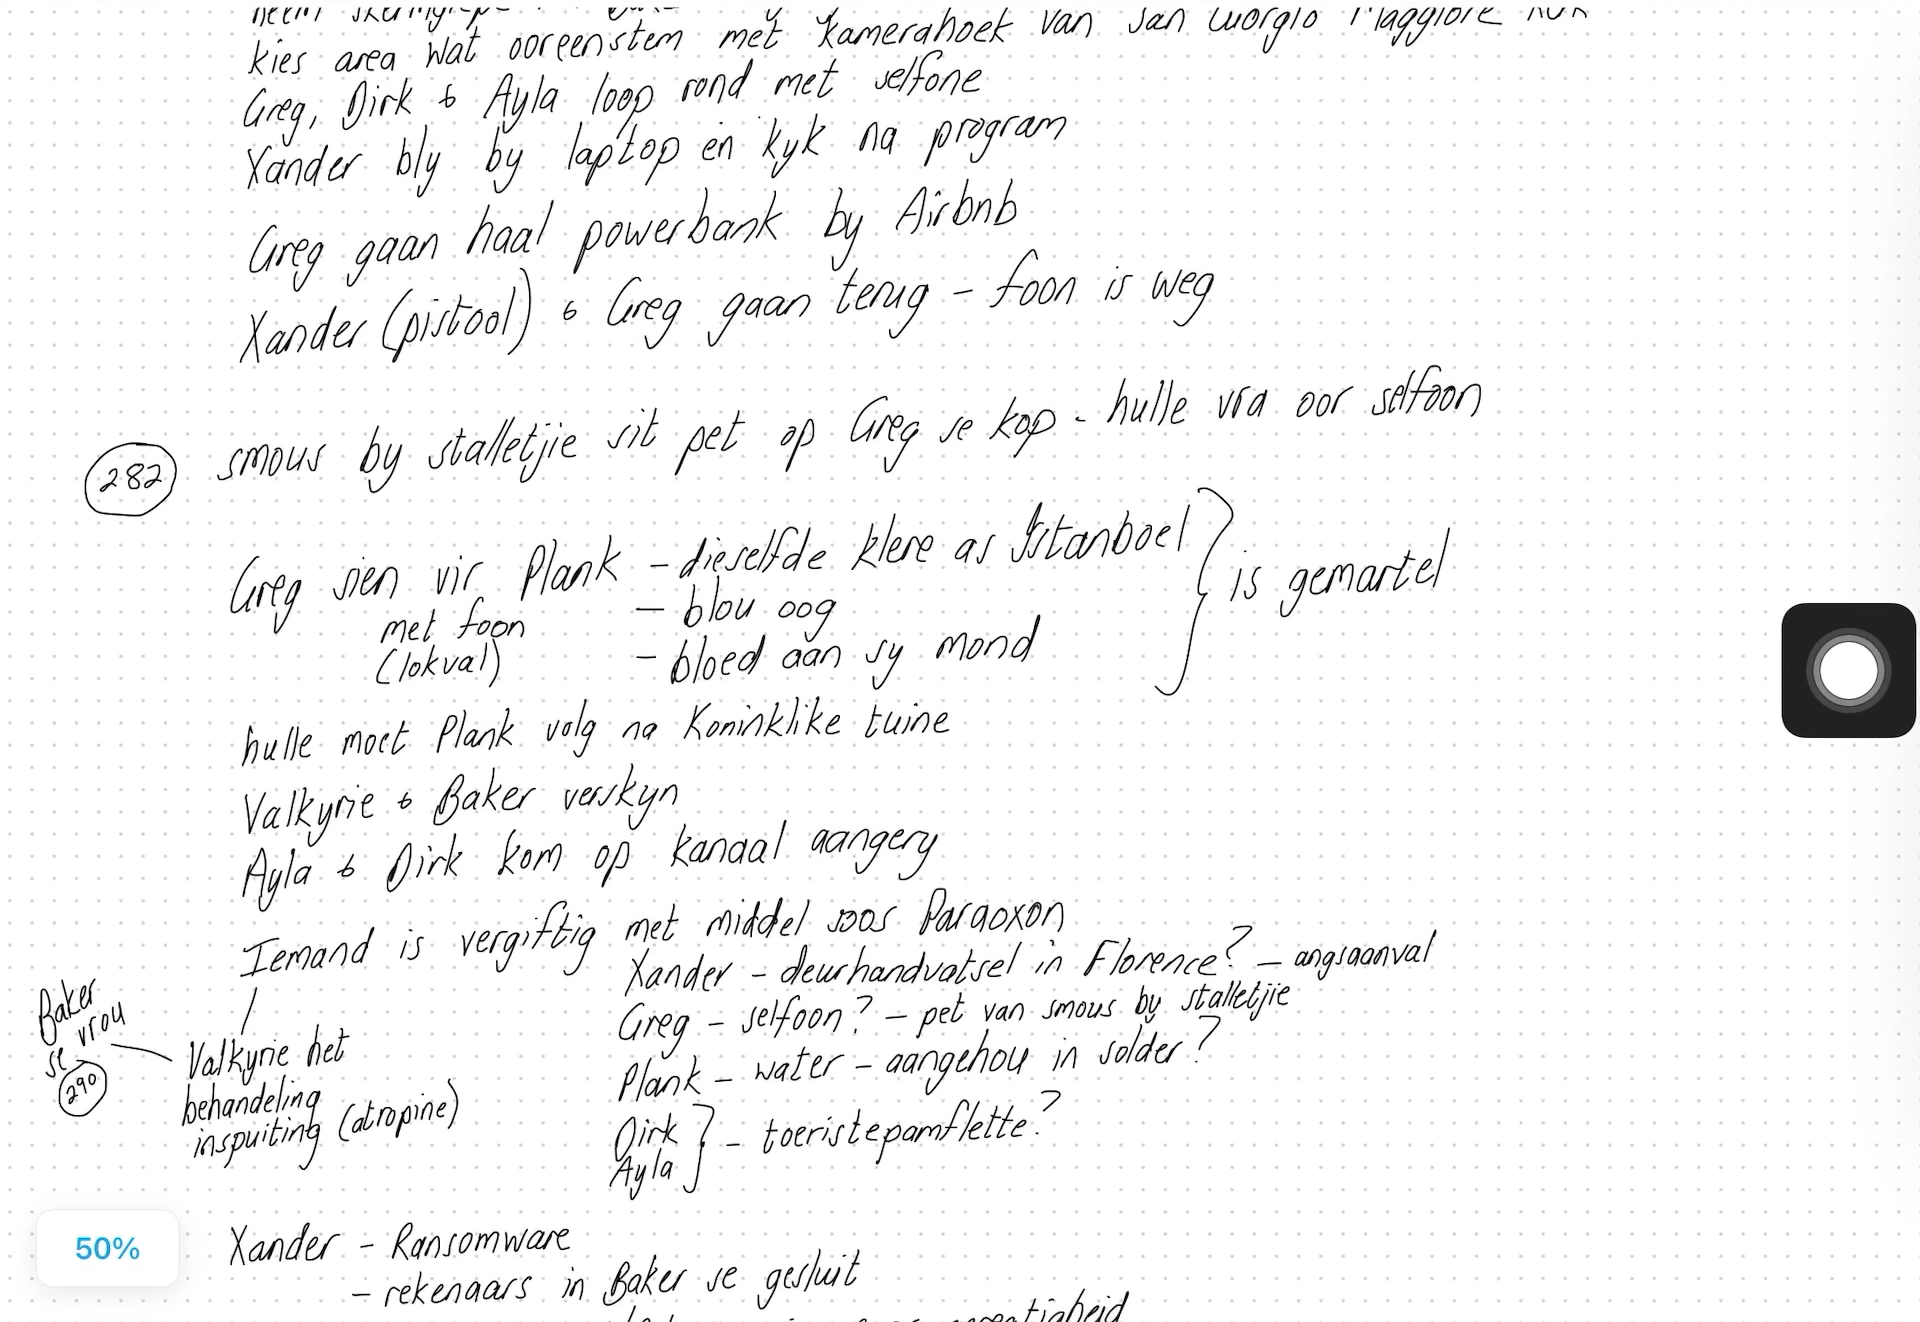 neem
van San Giorgio Maggiore
kies area wat ooreenstem met kamerahoek
Greg, Dirk & Ayla loop rond met selfone
Xander bly by laptop en kyk na program
Greg gaan haal powerbank by Airbnb
Xander (pistool) & Greg gaan terug - foon is weg
282 smous by stalletjie sit pet op Greg se kop - hulle vra oor selfoon
Greg sien vir Plank - dieselfde klere as Istanboel
met foon - blou oog
(lokval) - bloed aan sy mond
} is gemartel
hulle moet Plank volg na Koninklike tuine
Valkyrie & Baker verskyn
Ayla & Dirk kom op kanaal aangery
Iemand is vergiftig met middel soos Paraoxon
Xander - deurhandvatsel in Florence? - angsaanval
Greg - selfoon? - pet van smous by stalletjie
Plank - water - aangehou in solder?
Dirk } - toeristepamflette?
Ayla
Baker
se vrou
290
Valkyrie het
behandeling
inspuiting (atropine)
50%
Xander - Ransomware
- rekenaars in Baker se gesluit